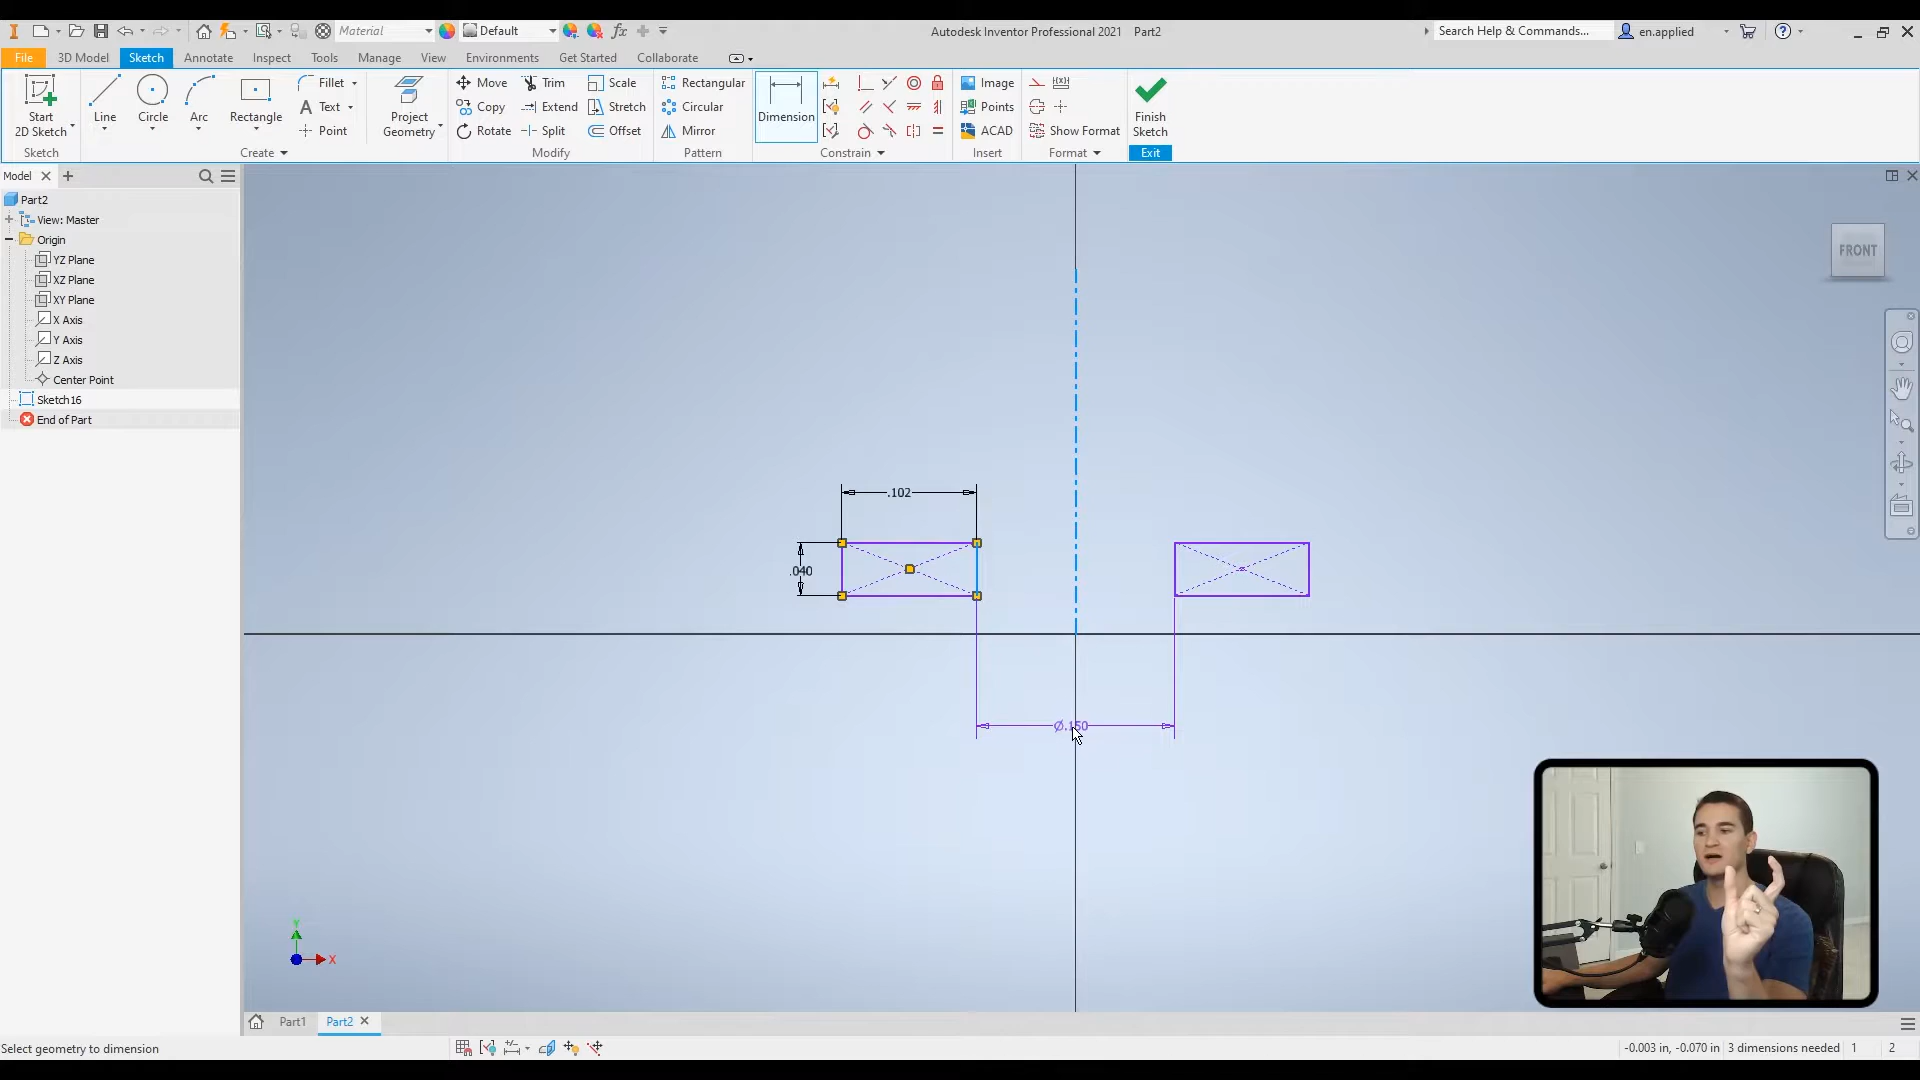 Material
Default
Autodesk Inventor Professional 2021 Part2
Search Help & Commands...
en.applied
File 3D Model Sketch Annotate Inspect Tools Manage View Environments Get Started Collaborate
Start
2D Sketch
Line
Circle
Arc
Rectangle
Fillet
Text
Point
Project
Geometry
Move
Copy
Rotate
Trim
Extend
Split
Scale
Stretch
Offset
Rectangular
Circular
Mirror
Dimension
Image
Points
ACAD
Show Format
Finish
Sketch
Sketch Create Modify Pattern Constrain Insert Format Exit
Model
Part2
View: Master
Origin
YZ Plane
XZ Plane
XY Plane
X Axis
Y Axis
Z Axis
Center Point
Sketch16
End of Part
FRONT
.102
.040
Ø.150
Y
X
Part1 Part2
Select geometry to dimension
-0.003 in, -0.070 in 3 dimensions needed 1 2